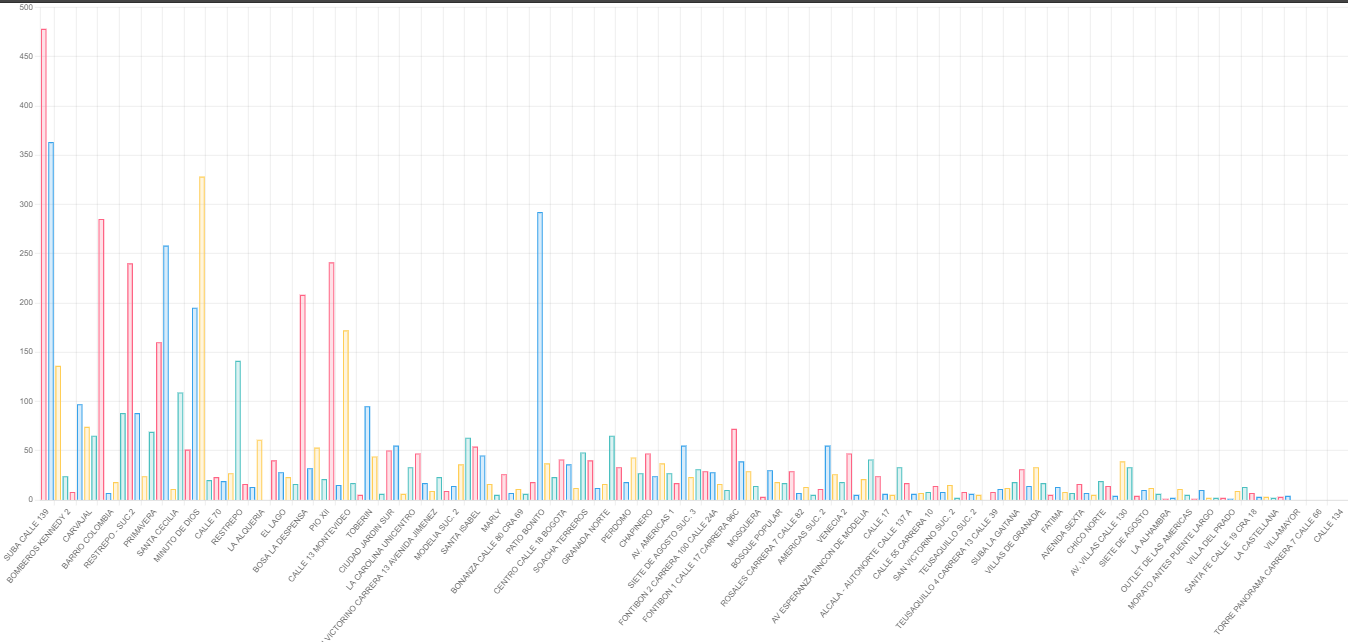 500
450
400
350
300
250
200
150
100
50
0
SUBA CALLE 139
BOMBEROS KENNEDY 2
CARVAJAL
BARRIO COLOMBIA
RESTREPO - SUC.2
PRIMAVERA
SANTA CECILIA
MINUTO DE DIOS
CALLE 70
RESTREPO
LA ALQUERIA
EL LAGO
BOSA LA DESPENSA
PIO XII
CALLE 13 MONTEVIDEO
TOBERIN
CIUDAD JARDIN SUR
LA CAROLINA UNICENTRO
VICTORINO CARRERA 13 AVENIDA JIMENEZ
MODELIA SUC. 2
SANTA ISABEL
MARLY
BONANZA CALLE 80 CRA 69
PATIO BONITO
CENTRO CALLE 18 BOGOTA
SOACHA TERREROS
GRANADA NORTE
PERDOMO
CHAPINERO
AV. AMERICAS 1
SIETE DE AGOSTO SUC. 3
FONTIBON 2 CARRERA 100 CALLE 24A
FONTIBON 1 CALLE 17 CARRERA 96C
MOSQUERA
BOSQUE POPULAR
ROSALES CARRERA 7 CALLE 82
AMERICAS SUC. 2
VENECIA 2
AV ESPERANZA RINCON DE MODELIA
CALLE 17
ALCALA - AUTONORTE CALLE 137 A
CALLE 55 CARRERA 10
SAN VICTORINO SUC. 2
TEUSAQUILLO SUC. 2
TEUSAQUILLO 4 CARRERA 13 CALLE 39
SUBA LA GAITANA
VILLAS DE GRANADA
FATIMA
AVENIDA SEXTA
CHICO NORTE
AV. VILLAS CALLE 130
SIETE DE AGOSTO
LA ALHAMBRA
OUTLET DE LAS AMERICAS
MORATO ANTES PUENTE LARGO
VILLA DEL PRADO
SANTA FE CALLE 19 CRA 18
LA CASTELLANA
VILLAMAYOR
TORRE PANORAMA CARRERA 7 CALLE 66
CALLE 134